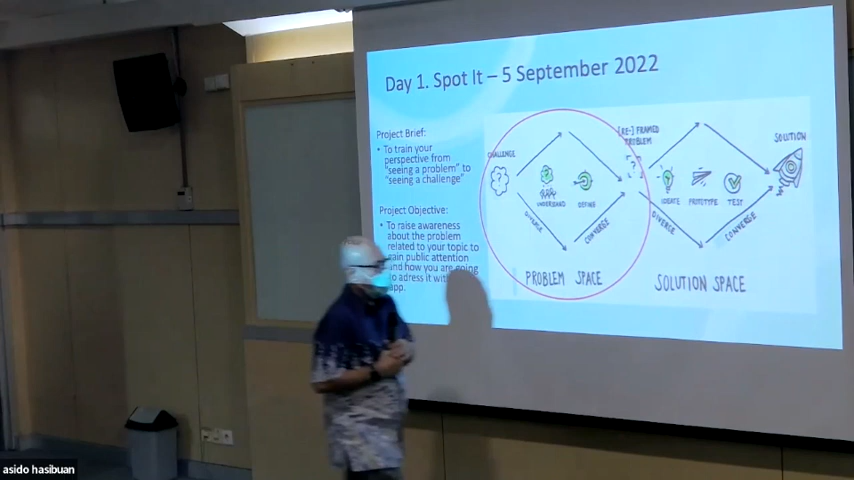 Day 1. Spot It – 5 September 2022
Project Brief:
• To train your
perspective from
"seeing a problem" to
"seeing a challenge"
Project Objective:
• To raise awareness
about the problem
related to your topic to
gain public attention
and how you are going
to adress it with
app.
CHALLENGE
UNDERSTAND
DEFINE
DIVERGE
CONVERGE
PROBLEM SPACE
[RE-] FRAMED
PROBLEM
SOLUTION
IDEATE
PROTOTYPE
TEST
DIVERGE
CONVERGE
SOLUTION SPACE
asido hasibuan